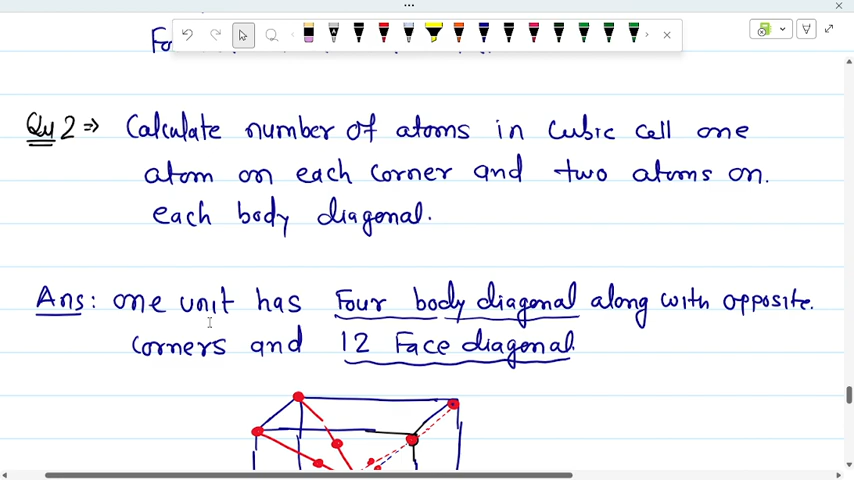 Fo
Qu 2 ⇒ Calculate number of atoms in cubic cell one
atom on each corner and two atoms on.
each body diagonal.
Ans: one unit has Four body diagonal along with opposite.
corners and 12 Face diagonal.